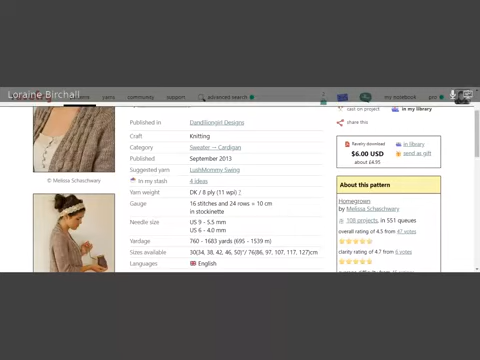 Loraine Birchall
yarns
community
support
advanced search
my notebook
cast on project
in my library
share this
Published in
Dandiliongirl Designs
Craft
Knitting
Category
Sweater → Cardigan
Published
September 2013
Suggested yarn
LushMommey Swing
in my stash
4 ideas
Yarn weight
DK / 8 ply (11 wpi) ?
Gauge
16 stitches and 24 rows = 10 cm
in stockinette
Needle size
US 9 - 5.5 mm
US 6 - 4.0 mm
Yardage
760 - 1683 yards (695 - 1539 m)
Sizes available
30(34, 38, 42, 46, 50)"/ 76(86, 97, 107, 117, 127)cm
Languages
English
© Melissa Schaschwary
Ravelry download
$6.00 USD
about £4.95
in library
send as gift
About this pattern
Homegrown
by Melissa Schaschwary
108 projects, in 551 queues
overall rating of 4.5 from 47 votes
clarity rating of 4.7 from 6 votes